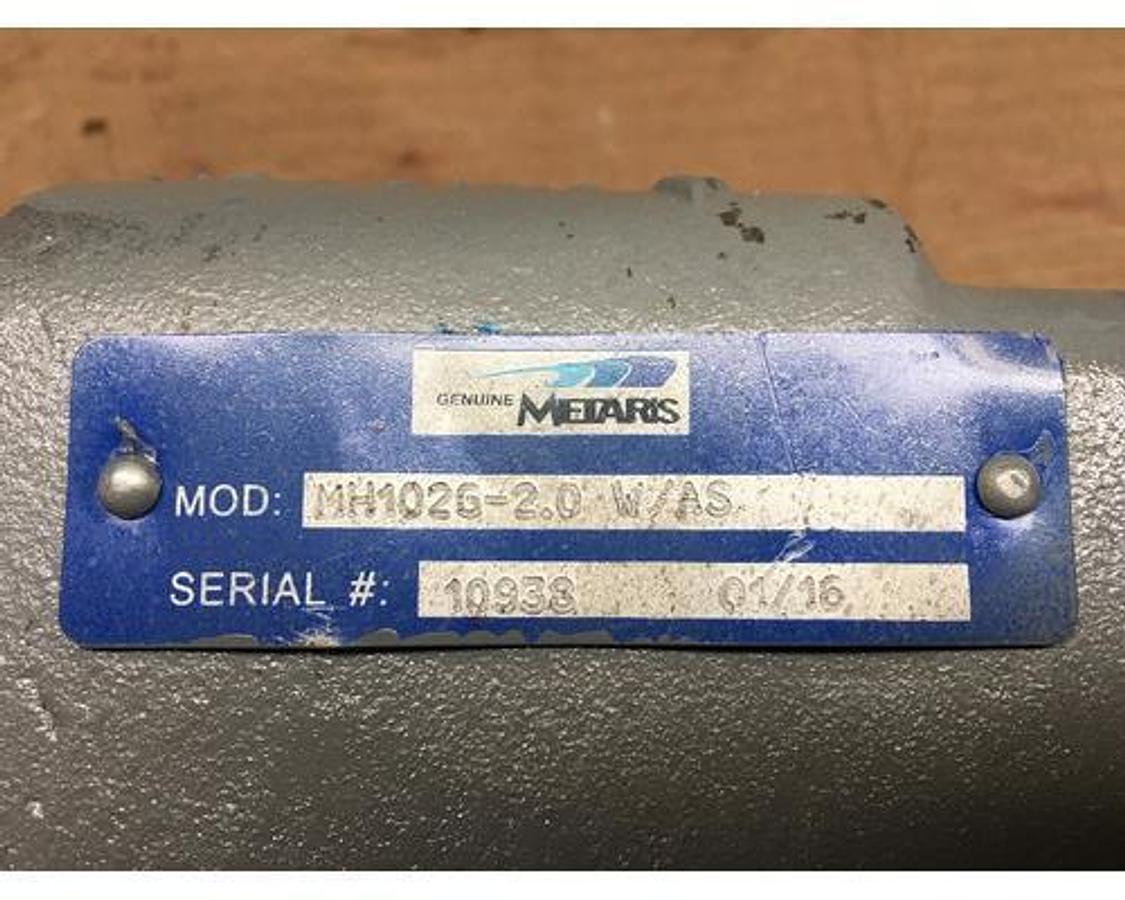 GENUINE METARIS
MOD: MH102G-2.0 W/AS
SERIAL #: 10938 01/16